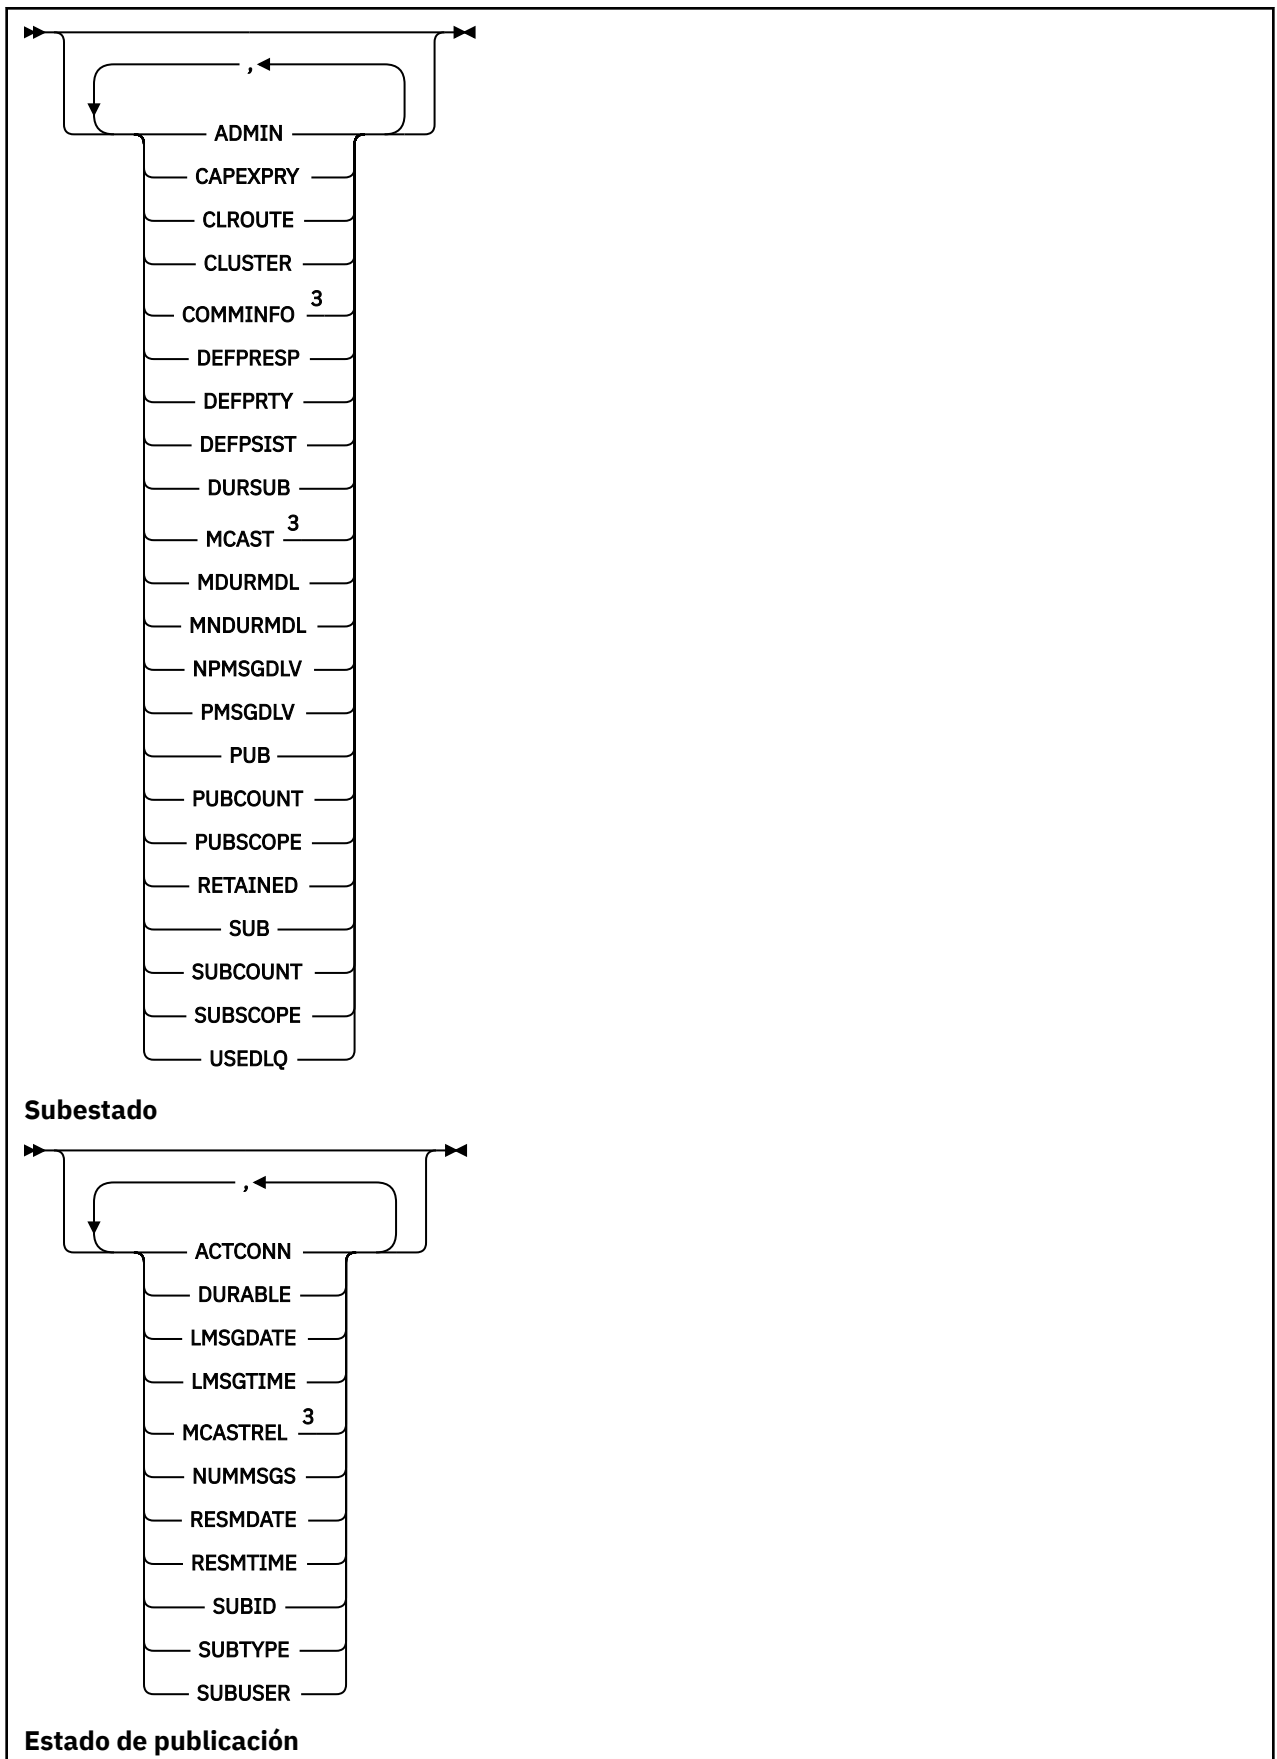 ,
ADMIN
CAPEXPRY
CLROUTE
CLUSTER
COMMINFO 3
DEFPRESP
DEFPRTY
DEFPSIST
DURSUB
MCAST 3
MDURMDL
MNDURMDL
NPMSGDLV
PMSGDLV
PUB
PUBCOUNT
PUBSCOPE
RETAINED
SUB
SUBCOUNT
SUBSCOPE
USEDLQ
Subestado
,
ACTCONN
DURABLE
LMSGDATE
LMSGTIME
MCASTREL 3
NUMMSGS
RESMDATE
RESMTIME
SUBID
SUBTYPE
SUBUSER
Estado de publicación